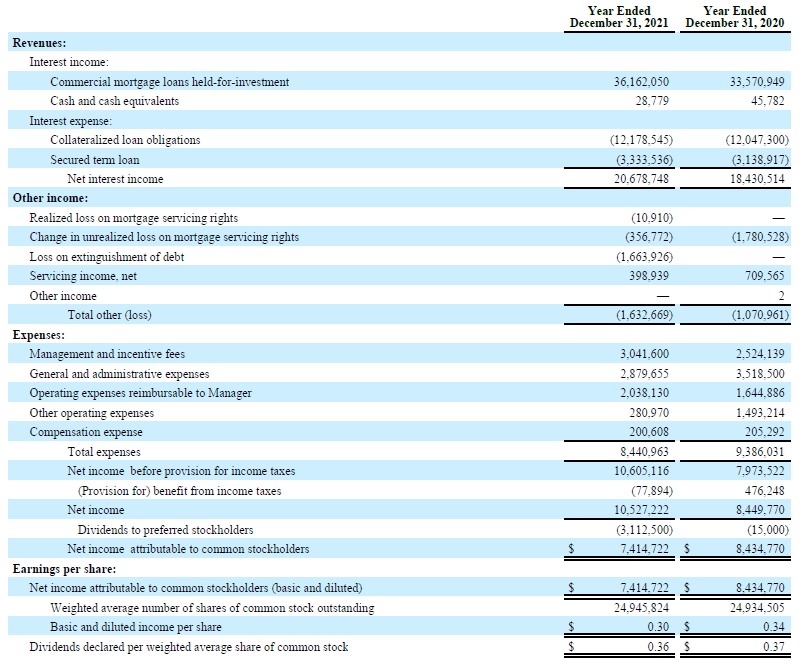 Year Ended Year Ended
December 31, 2021 December 31, 2020
Revenues:
Interest income:
Commercial mortgage loans held-for-investment 36,162,050 33,570,949
Cash and cash equivalents 28,779 45,782
Interest expense:
Collateralized loan obligations (12,178,545) (12,047,300)
Secured term loan (3,333,536) (3,138,917)
Net interest income 20,678,748 18,430,514
Other income:
Realized loss on mortgage servicing rights (10,910) —
Change in unrealized loss on mortgage servicing rights (356,772) (1,780,528)
Loss on extinguishment of debt (1,663,926) —
Servicing income, net 398,939 709,565
Other income — 2
Total other (loss) (1,632,669) (1,070,961)
Expenses:
Management and incentive fees 3,041,600 2,524,139
General and administrative expenses 2,879,655 3,518,500
Operating expenses reimbursable to Manager 2,038,130 1,644,886
Other operating expenses 280,970 1,493,214
Compensation expense 200,608 205,292
Total expenses 8,440,963 9,386,031
Net income before provision for income taxes 10,605,116 7,973,522
(Provision for) benefit from income taxes (77,894) 476,248
Net income 10,527,222 8,449,770
Dividends to preferred stockholders (3,112,500) (15,000)
Net income attributable to common stockholders $ 7,414,722 $ 8,434,770
Earnings per share:
Net income attributable to common stockholders (basic and diluted) $ 7,414,722 $ 8,434,770
Weighted average number of shares of common stock outstanding 24,945,824 24,934,505
Basic and diluted income per share $ 0.30 $ 0.34
Dividends declared per weighted average share of common stock $ 0.36 $ 0.37